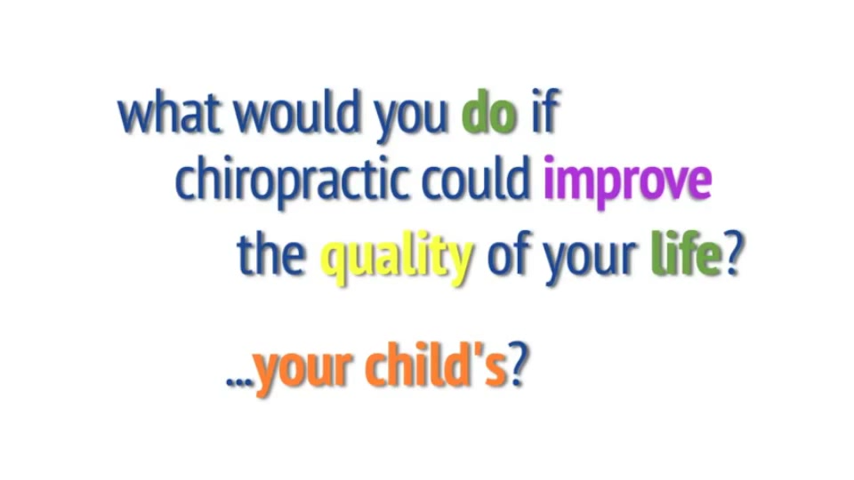 what would you do if
chiropractic could improve
the quality of your life?
...your child's?